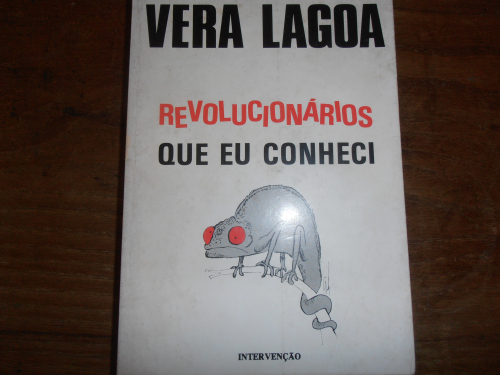 VERA LAGOA
REVOLUCIONÁRIOS
QUE EU CONHECI
INTERVENÇÃO